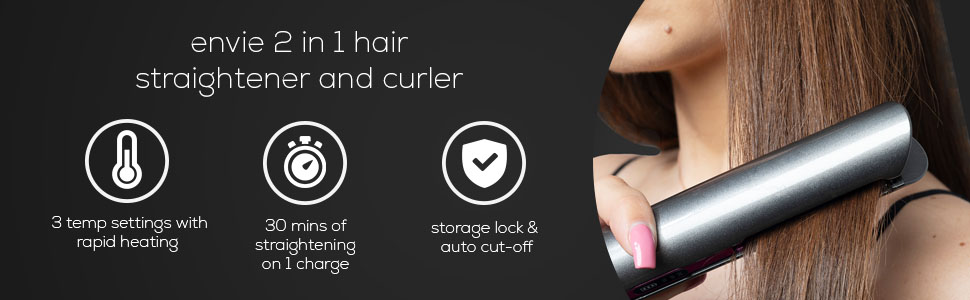 envie 2 in 1 hair
straightener and curler
3 temp settings with
rapid heating
30 mins of
straightening
on 1 charge
storage lock &
auto cut-off